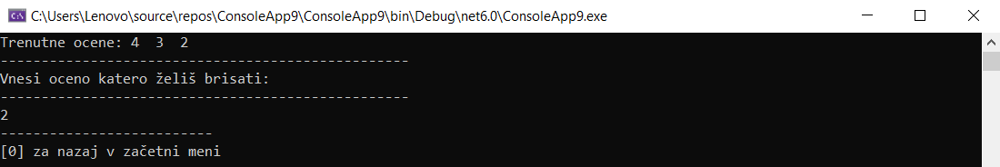 C:\Users\Lenovo\source\repos\ConsoleApp9\ConsoleApp9\bin\Debug\net6.0\ConsoleApp9.exe
Trenutne ocene: 4  3  2
--------------------------------------------------
Vnesi oceno katero želiš brisati:
--------------------------------------------------
2
--------------------------
[0] za nazaj v začetni meni